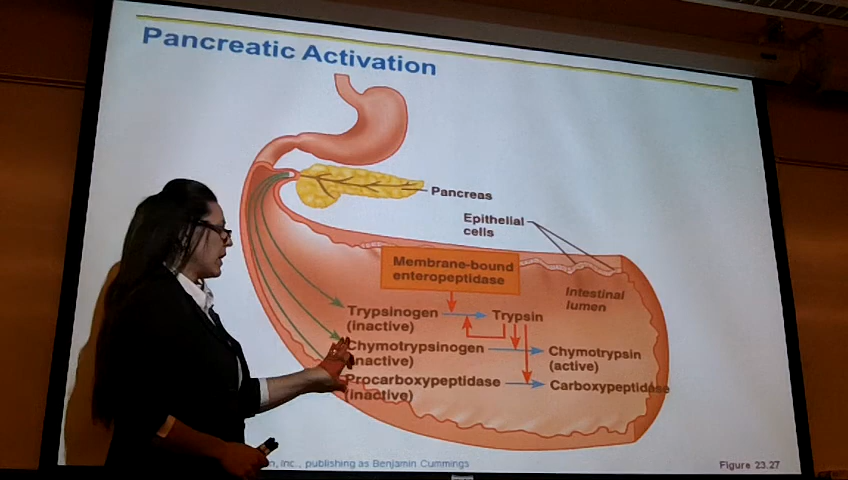 Pancreatic Activation
Pancreas
Epithelial
cells
Membrane-bound
enteropeptidase
Intestinal
lumen
Trypsinogen
(inactive)
Trypsin
Chymotrypsinogen
(inactive)
Chymotrypsin
(active)
Procarboxypeptidase
(inactive)
Carboxypeptidase
Inc., publishing as Benjamin Cummings
Figure 23.27